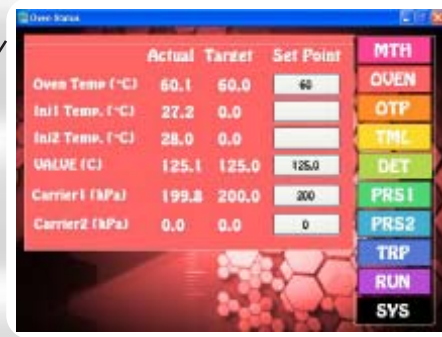 Oven Status
Actual Target Set Point
Oven Temp (°C) 60.1 60.0 60
Inj1 Temp. (°C) 27.2 0.0
Inj2 Temp. (°C) 28.0 0.0
VALVE (C) 125.1 125.0 125.0
Carrier1 (kPa) 199.8 200.0 200
Carrier2 (kPa) 0.0 0.0 0
MTH
OVEN
OTP
TML
DET
PRS1
PRS2
TRP
RUN
SYS